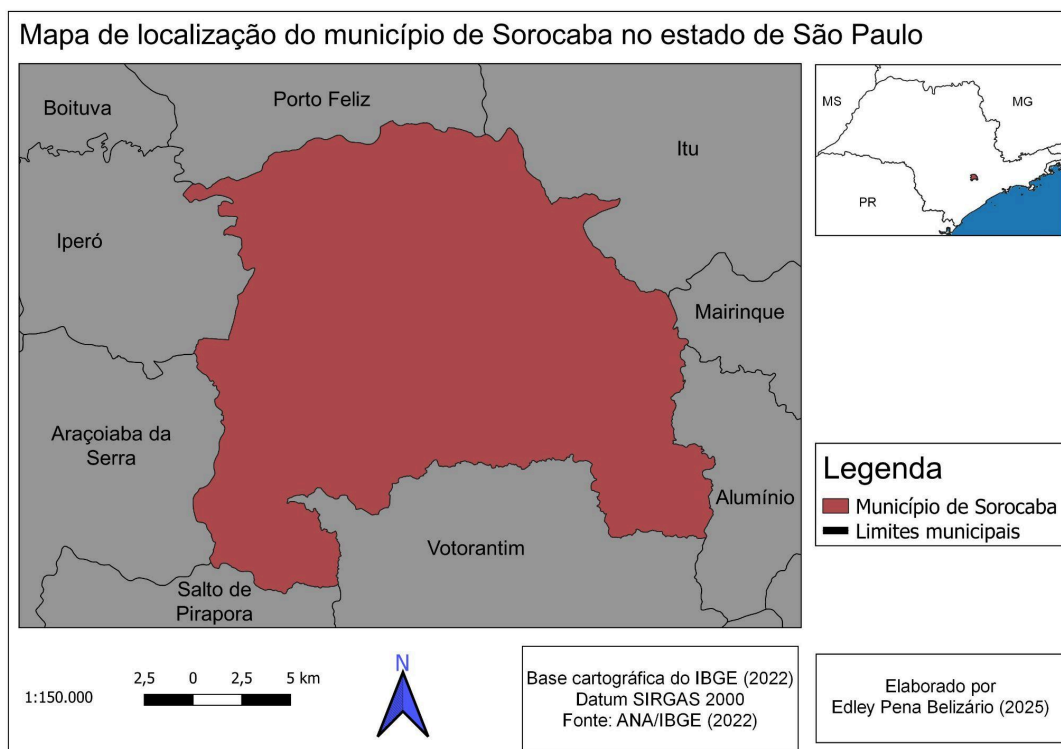 Mapa de localização do município de Sorocaba no estado de São Paulo
Boituva
Porto Feliz
Itu
Iperó
Mairinque
Araçoiaba da
Serra
Alumínio
Votorantim
Salto de
Pirapora
MS
MG
PR
Legenda
Município de Sorocaba
Limites municipais
1:150.000
2,5 0 2,5 5 km
N
Base cartográfica do IBGE (2022)
Datum SIRGAS 2000
Fonte: ANA/IBGE (2022)
Elaborado por
Edley Pena Belizário (2025)